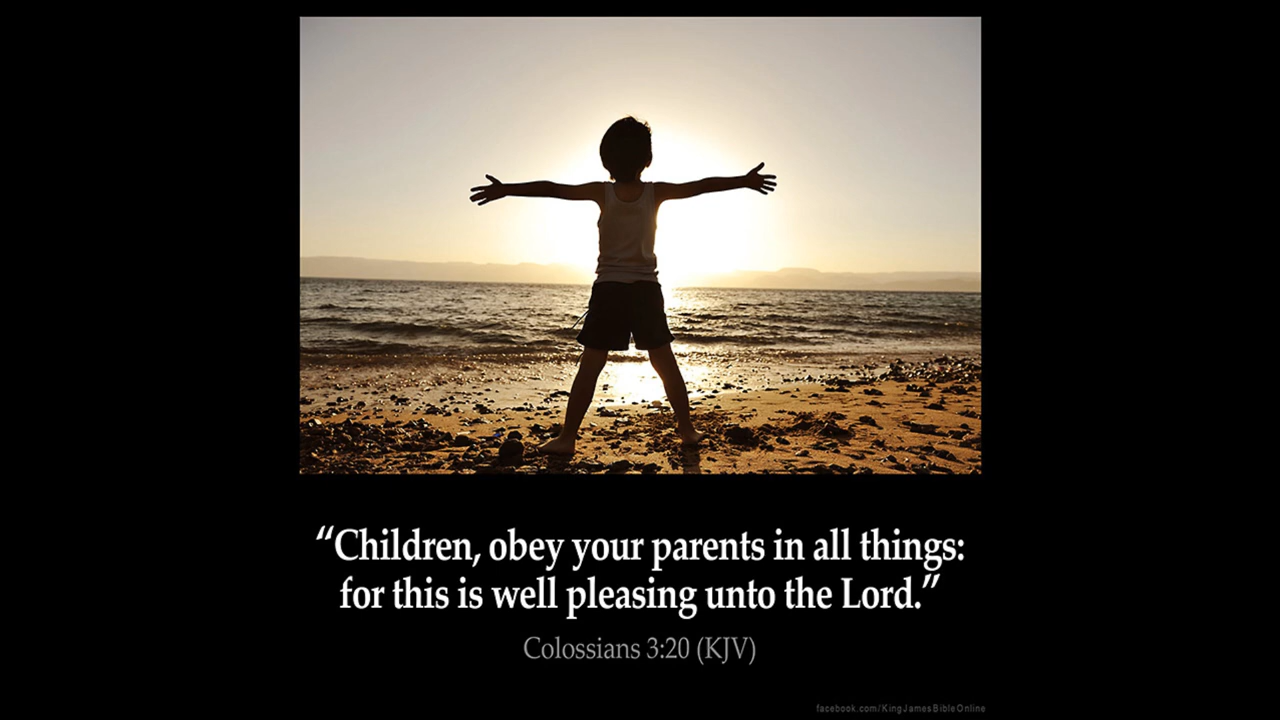 “Children, obey your parents in all things:
for this is well pleasing unto the Lord.”
Colossians 3:20 (KJV)
facebook.com/KingJamesBibleOnline